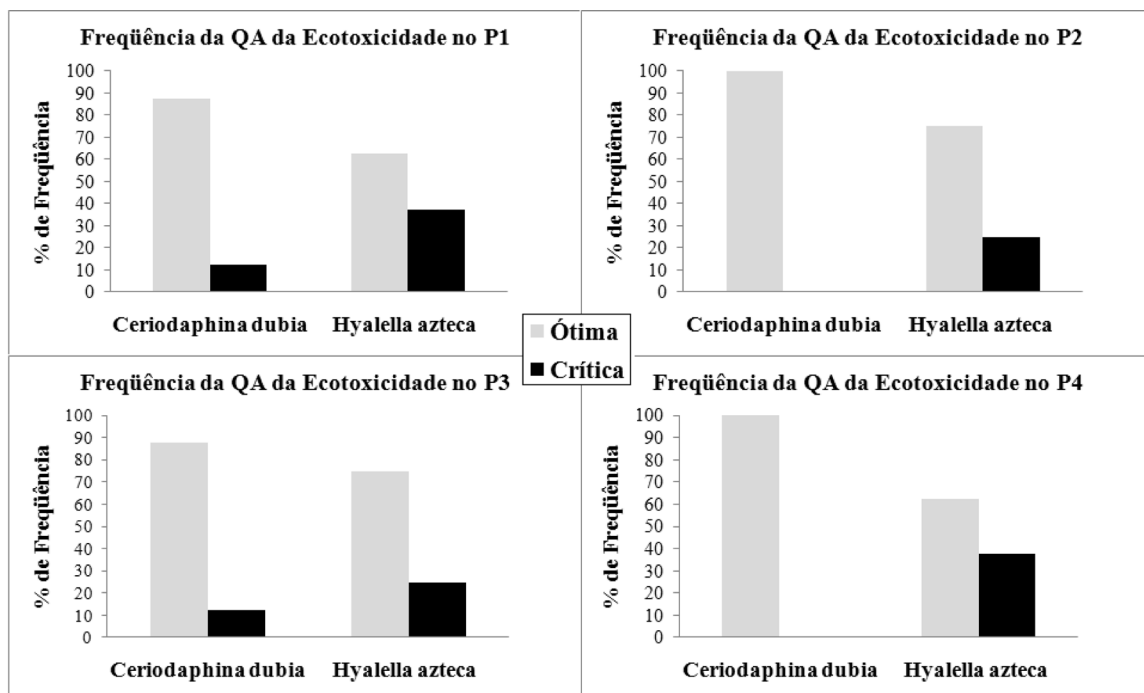 Freqüência da QA da Ecotoxicidade no P1
% de Freqüência
100
90
80
70
60
50
40
30
20
10
0
Ceriodaphina dubia
Hyalella azteca
Freqüência da QA da Ecotoxicidade no P2
% de Freqüência
100
90
80
70
60
50
40
30
20
10
0
Ceriodaphina dubia
Hyalella azteca
Ótima
Crítica
Freqüência da QA da Ecotoxicidade no P3
% de Freqüência
100
90
80
70
60
50
40
30
20
10
0
Ceriodaphina dubia
Hyalella azteca
Freqüência da QA da Ecotoxicidade no P4
% de Freqüência
100
90
80
70
60
50
40
30
20
10
0
Ceriodaphina dubia
Hyalella azteca